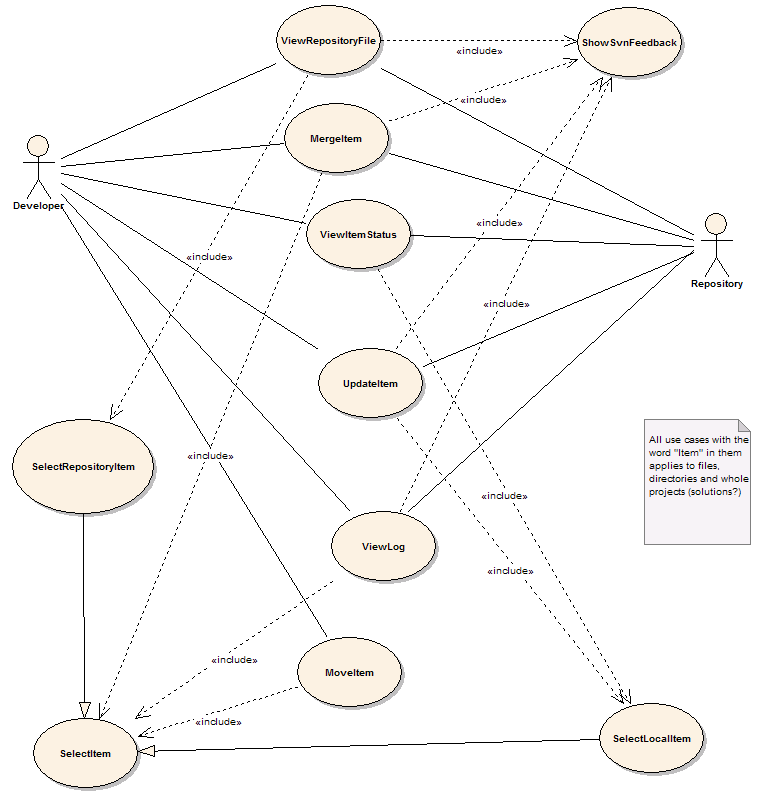 ViewRepositoryFile
ShowSvnFeedback
«include»
«include»
MergeItem
Developer
ViewItemStatus
«include»
«include»
Repository
«include»
UpdateItem
All use cases with the
word "Item" in them
applies to files,
directories and whole
projects (solutions?)
«include»
SelectRepositoryItem
«include»
ViewLog
«include»
«include»
MoveItem
«include»
SelectItem
SelectLocalItem